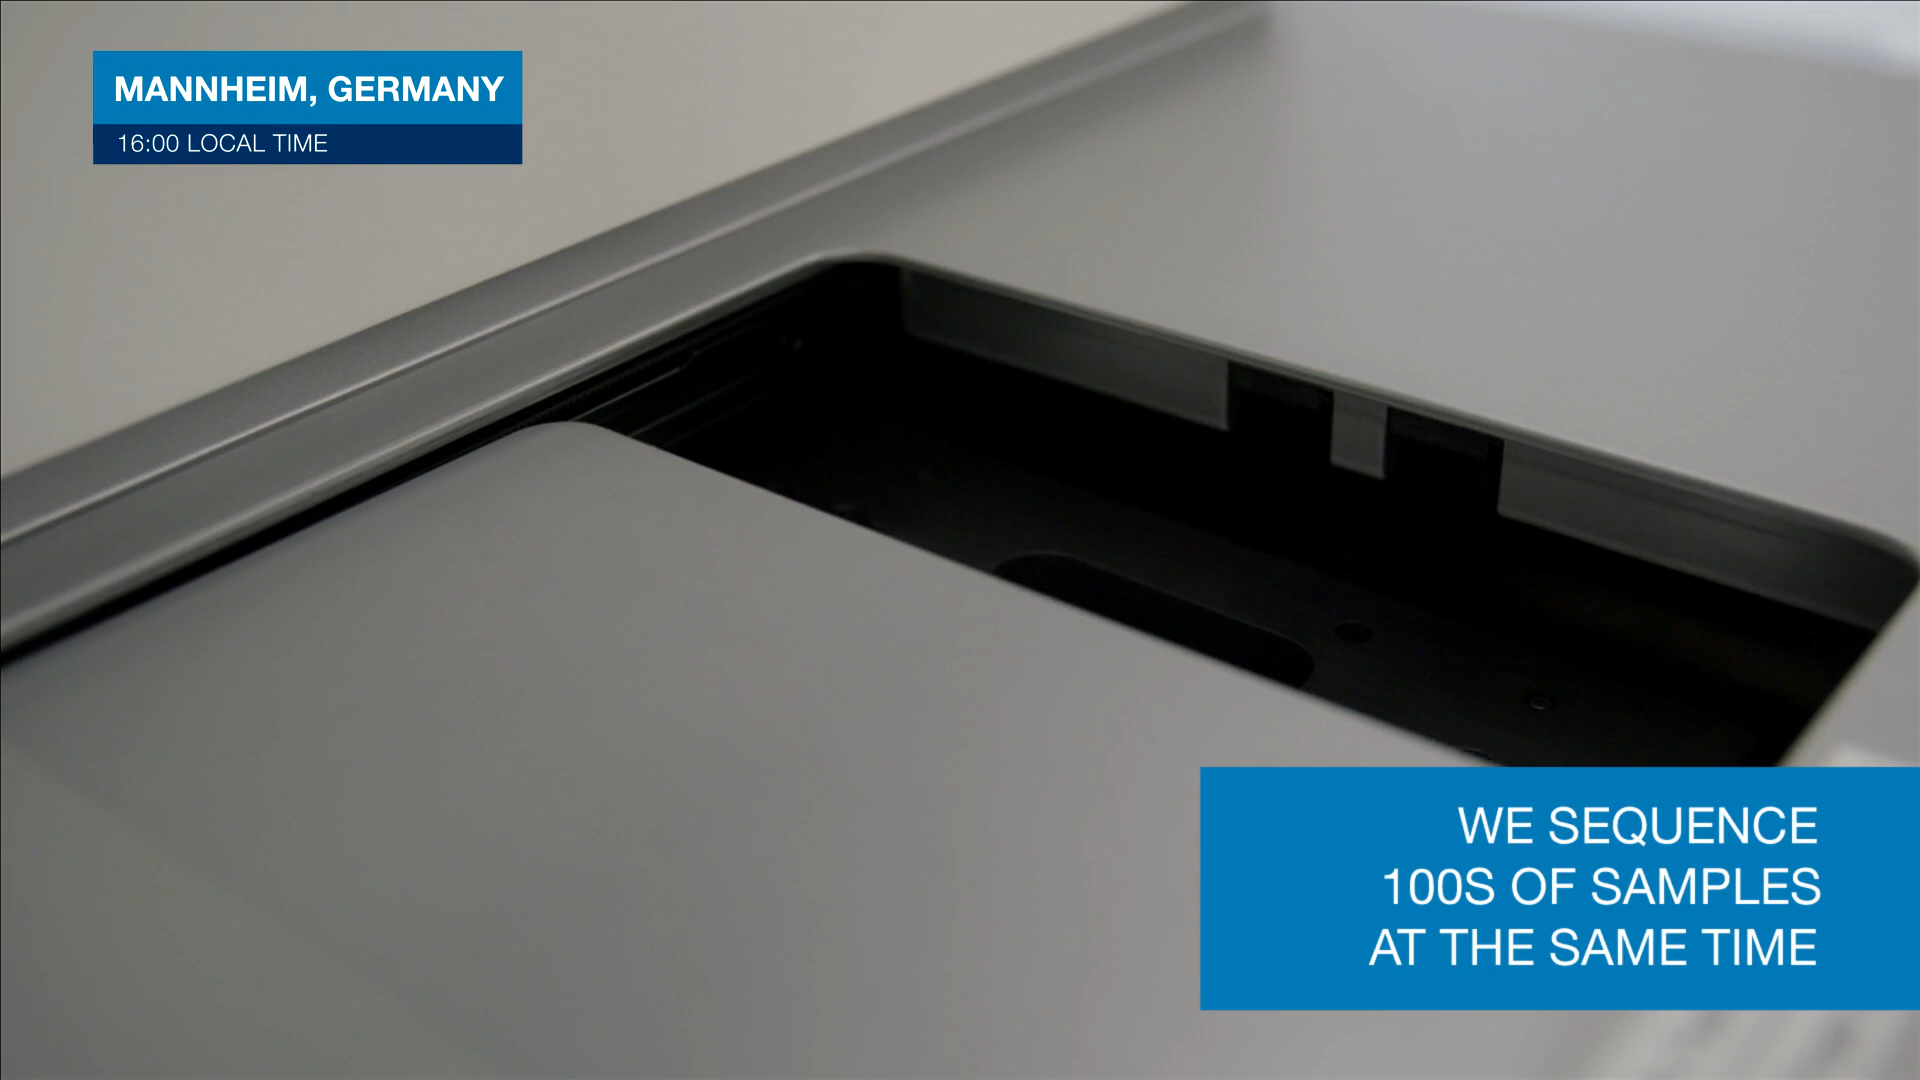 MANNHEIM, GERMANY
16:00 LOCAL TIME
WE SEQUENCE
100S OF SAMPLES
AT THE SAME TIME